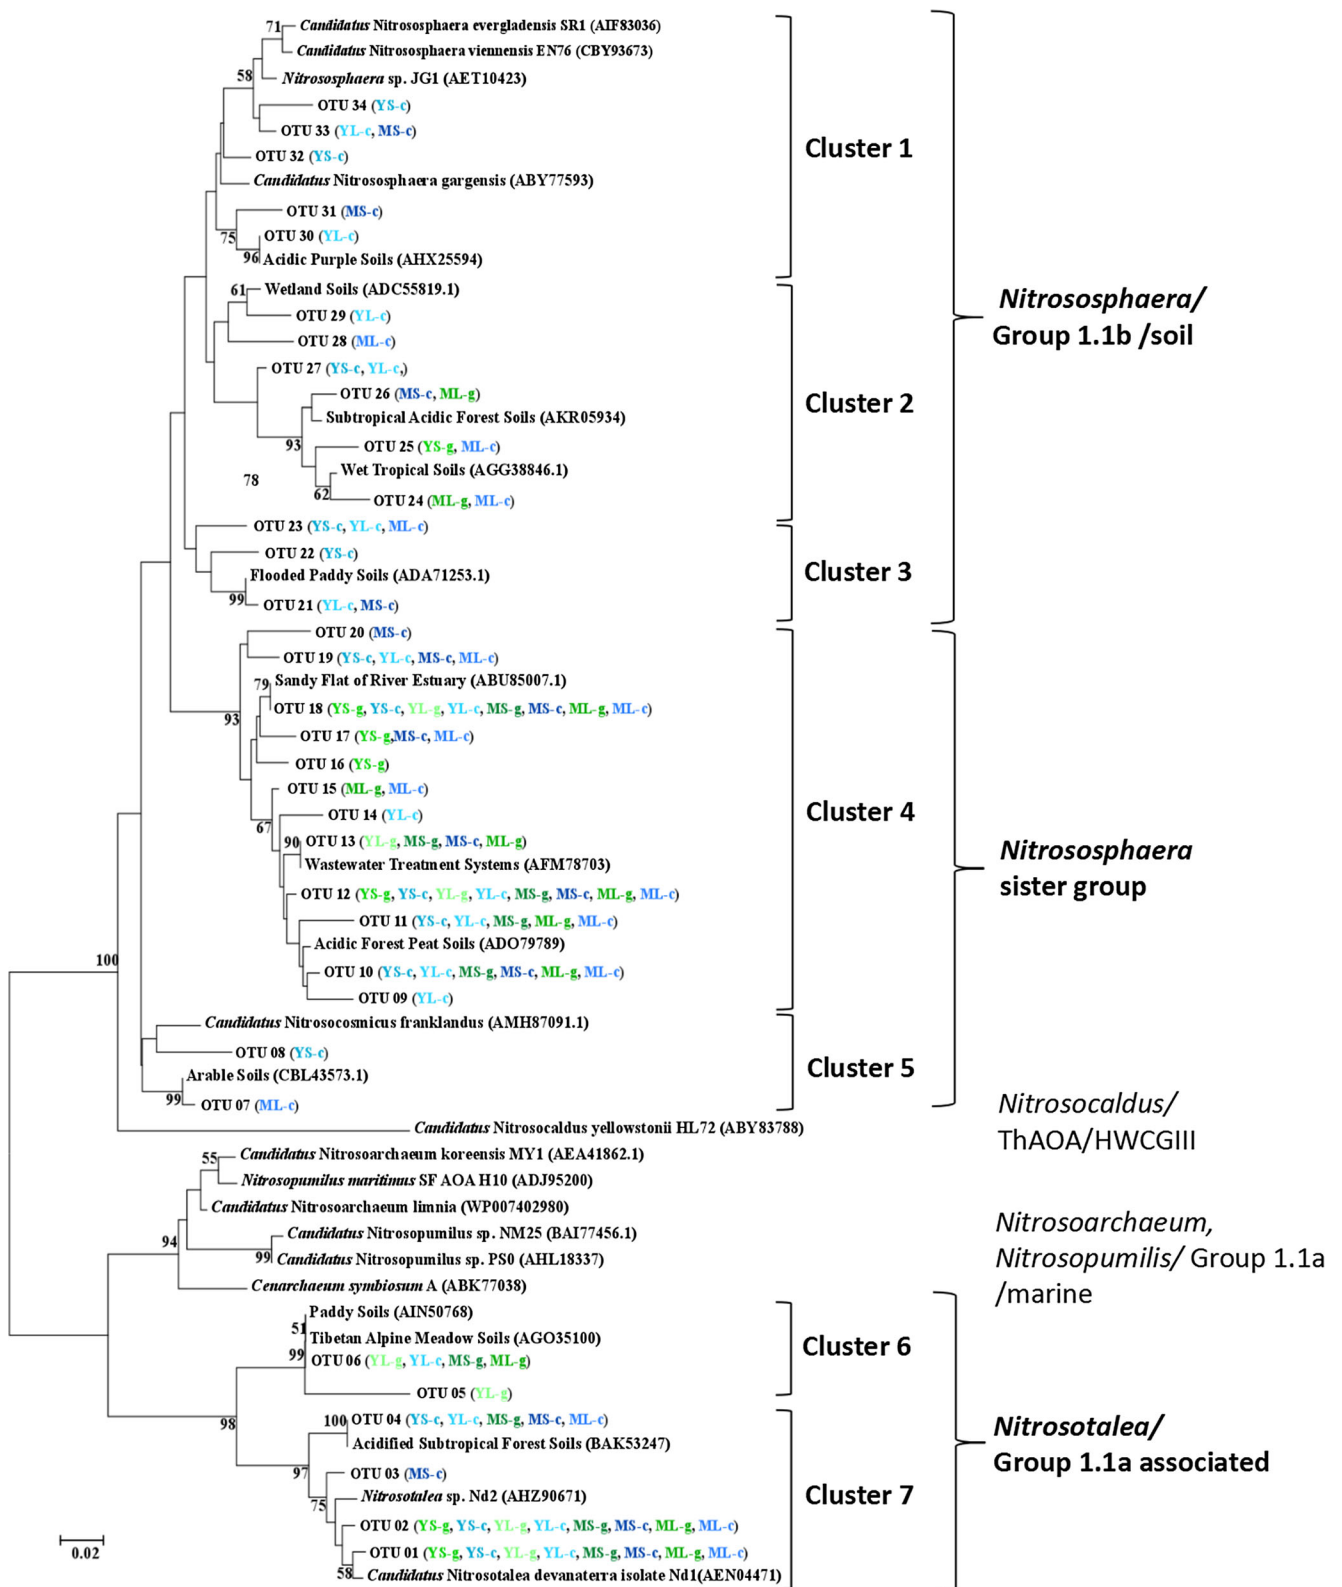 71
Candidatus Nitrososphaera evergladensis SR1 (AIF83036)
Candidatus Nitrososphaera viennensis EN76 (CBY93673)
58
Nitrososphaera sp. JG1 (AET10423)
OTU 34 (YS-c)
OTU 33 (YL-c, MS-c)
Cluster 1
OTU 32 (YS-c)
Candidatus Nitrososphaera gargensis (ABY77593)
OTU 31 (MS-c)
75
OTU 30 (YL-c)
96
Acidic Purple Soils (AHX25594)
61
Wetland Soils (ADC55819.1)
Nitrososphaera/
Group 1.1b /soil
OTU 29 (YL-c)
OTU 28 (ML-c)
OTU 27 (YS-c, YL-c,)
OTU 26 (MS-c, ML-g)
Cluster 2
Subtropical Acidic Forest Soils (AKR05934)
93
OTU 25 (YS-g, ML-c)
Wet Tropical Soils (AGG38846.1)
78
62
OTU 24 (ML-g, ML-c)
OTU 23 (YS-c, YL-c, ML-c)
OTU 22 (YS-c)
Cluster 3
Flooded Paddy Soils (ADA71253.1)
99
OTU 21 (YL-c, MS-c)
OTU 20 (MS-c)
OTU 19 (YS-c, YL-c, MS-c, ML-c)
79
Sandy Flat of River Estuary (ABU85007.1)
93
OTU 18 (YS-g, YS-c, YL-g, YL-c, MS-g, MS-c, ML-g, ML-c)
OTU 17 (YS-g,MS-c, ML-c)
OTU 16 (YS-g)
OTU 15 (ML-g, ML-c)
Cluster 4
67
OTU 14 (YL-c)
90
OTU 13 (YL-g, MS-g, MS-c, ML-g)
Wastewater Treatment Systems (AFM78703)
Nitrososphaera
sister group
OTU 12 (YS-g, YS-c, YL-g, YL-c, MS-g, MS-c, ML-g, ML-c)
OTU 11 (YS-c, YL-c, MS-g, ML-g, ML-c)
Acidic Forest Peat Soils (ADO79789)
100
OTU 10 (YS-c, YL-c, MS-g, MS-c, ML-g, ML-c)
OTU 09 (YL-c)
Candidatus Nitrosocosmicus franklandus (AMH87091.1)
OTU 08 (YS-c)
Cluster 5
Arable Soils (CBL43573.1)
99
OTU 07 (ML-c)
Nitrosocaldus/
ThAOA/HWCGIII
Candidatus Nitrosocaldus yellowstonii HL72 (ABY83788)
55
Candidatus Nitrosoarchaeum koreensis MY1 (AEA41862.1)
Nitrosopumilus maritimus SF AOA H10 (ADJ95200)
Candidatus Nitrosoarchaeum limnia (WP007402980)
94
Candidatus Nitrosopumilus sp. NM25 (BAI77456.1)
99
Candidatus Nitrosopumilus sp. PS0 (AHL18337)
Nitrosoarchaeum,
Nitrosopumilis/ Group 1.1a
/marine
Cenarchaeum symbiosum A (ABK77038)
Paddy Soils (AIN50768)
51
Tibetan Alpine Meadow Soils (AGO35100)
Cluster 6
99
OTU 06 (YL-g, YL-c, MS-g, ML-g)
OTU 05 (YL-g)
98
100
OTU 04 (YS-c, YL-c, MS-g, MS-c, ML-c)
Acidified Subtropical Forest Soils (BAK53247)
Nitrosotalea/
Group 1.1a associated
97
OTU 03 (MS-c)
75
Nitrosotalea sp. Nd2 (AHZ90671)
Cluster 7
OTU 02 (YS-g, YS-c, YL-g, YL-c, MS-g, MS-c, ML-g, ML-c)
OTU 01 (YS-g, YS-c, YL-g, YL-c, MS-g, MS-c, ML-g, ML-c)
58
Candidatus Nitrosotalea devanaterra isolate Nd1(AEN04471)
0.02